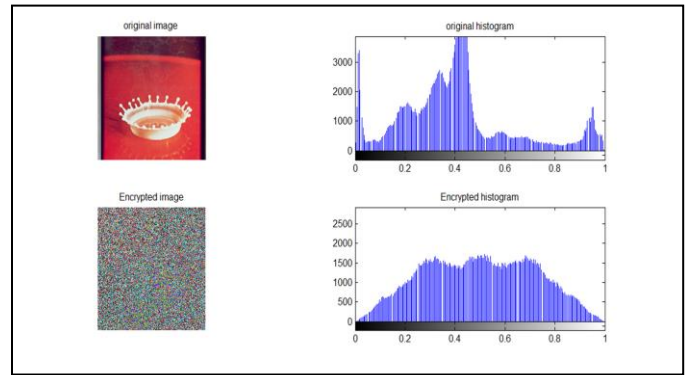 original image
original histogram
3000
2000
1000
0
0 0.2 0.4 0.6 0.8 1
Encrypted image
Encrypted histogram
2500
2000
1500
1000
500
0
0 0.2 0.4 0.6 0.8 1